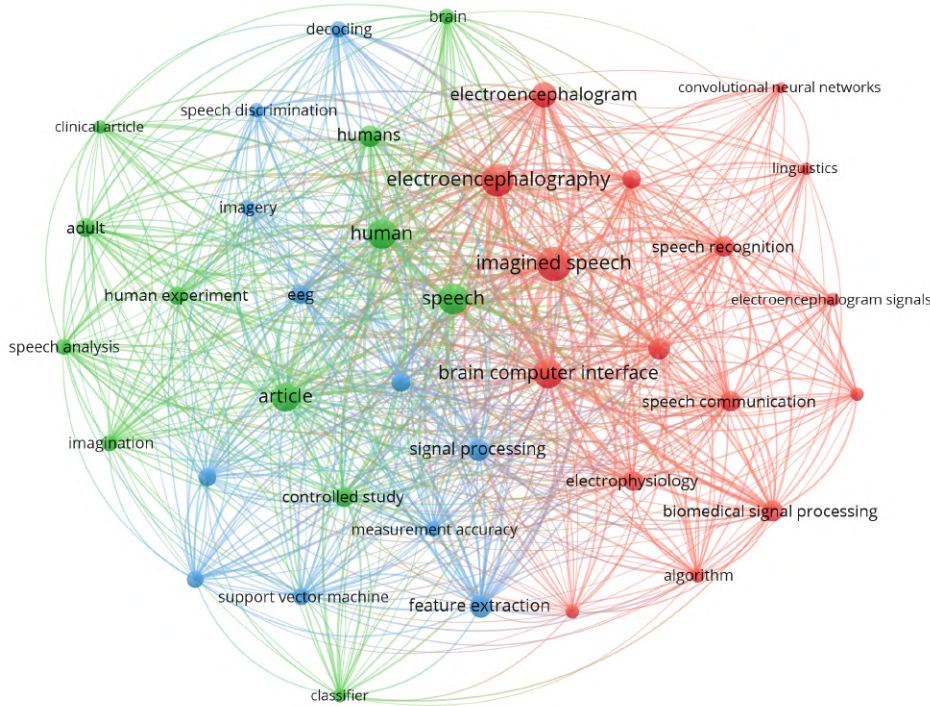 brain
decoding
electroencephalogram
convolutional neural networks
speech discrimination
clinical article
humans
linguistics
electroencephalography
imagery
adult
human
speech recognition
imagined speech
human experiment
eeg
speech
electroencephalogram signals
speech analysis
brain computer interface
article
speech communication
imagination
signal processing
electrophysiology
controlled study
biomedical signal processing
measurement accuracy
algorithm
support vector machine
feature extraction
classifier